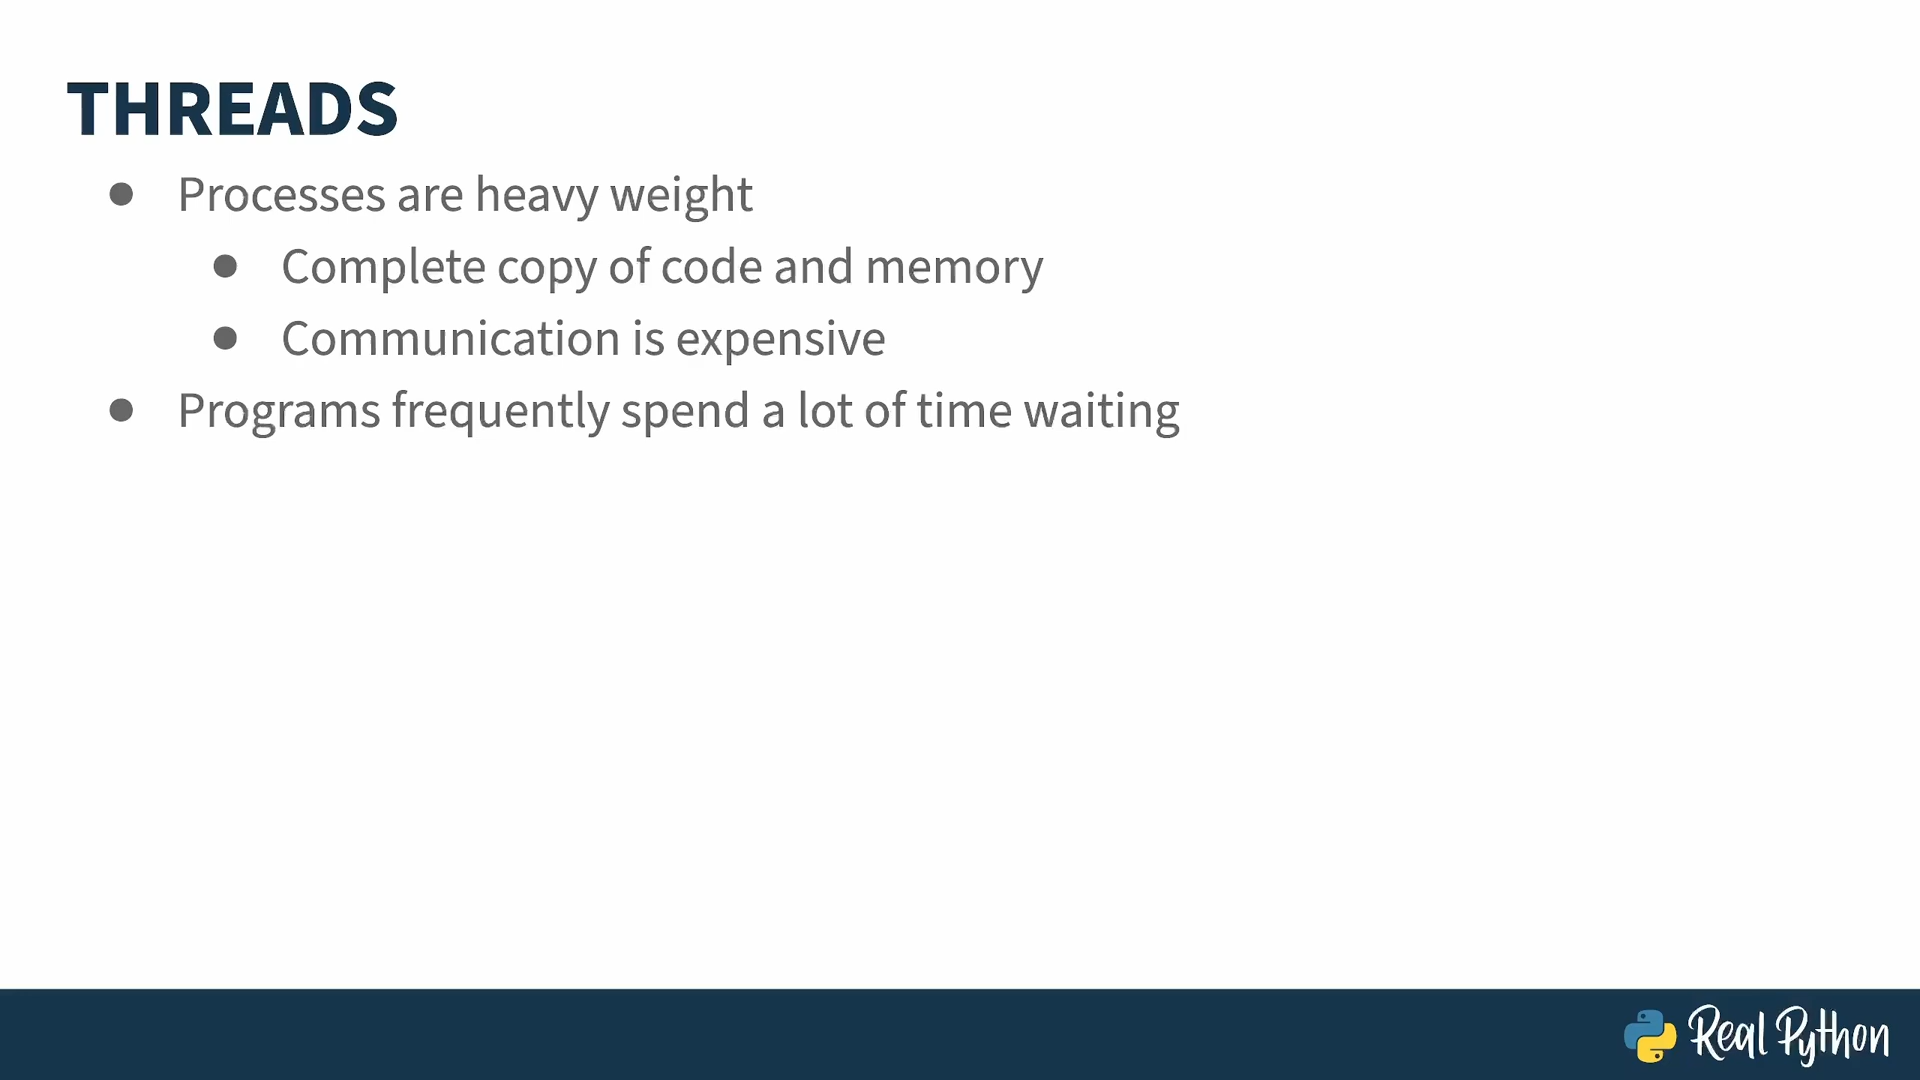 THREADS
● Processes are heavy weight
● Complete copy of code and memory
● Communication is expensive
● Programs frequently spend a lot of time waiting
Real Python